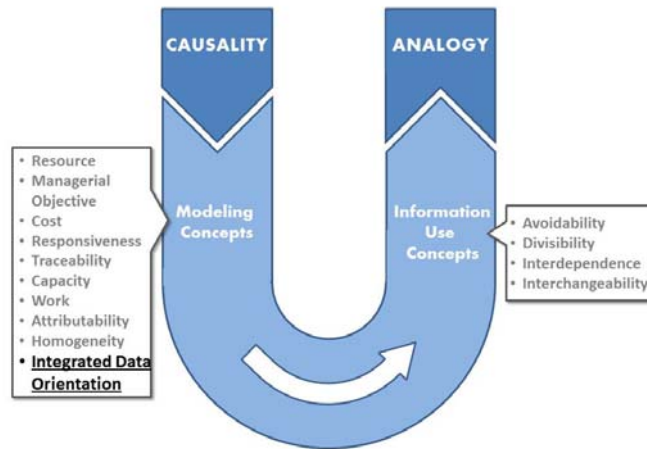 CAUSALITY
ANALOGY
• Resource
• Managerial
Objective
• Cost
• Responsiveness
• Traceability
• Capacity
• Work
• Attributability
• Homogeneity
• Integrated Data
Orientation
Modeling
Concepts
Information
Use
Concepts
• Avoidability
• Divisibility
• Interdependence
• Interchangeability